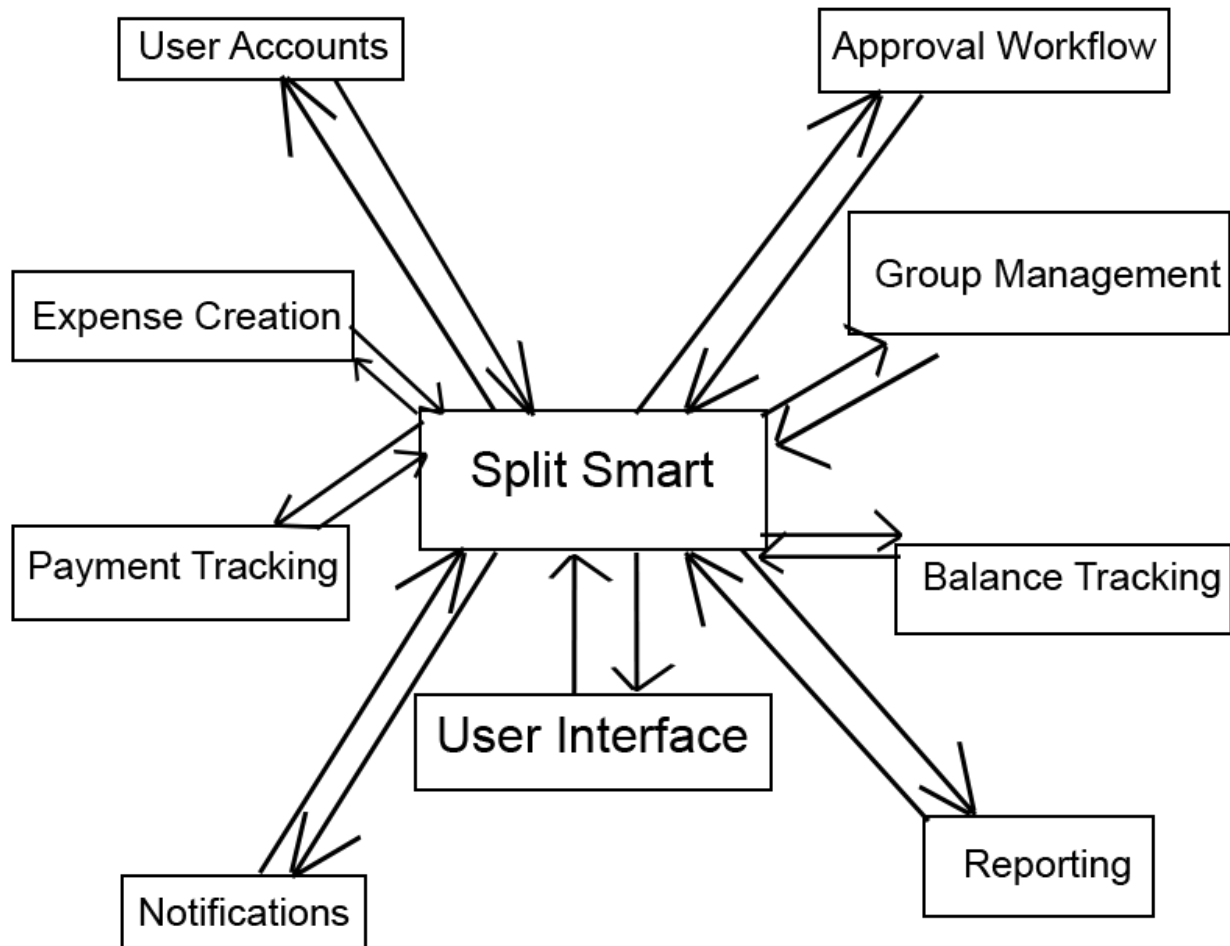 User Accounts
Approval Workflow
Group Management
Expense Creation
Split Smart
Payment Tracking
Balance Tracking
User Interface
Reporting
Notifications